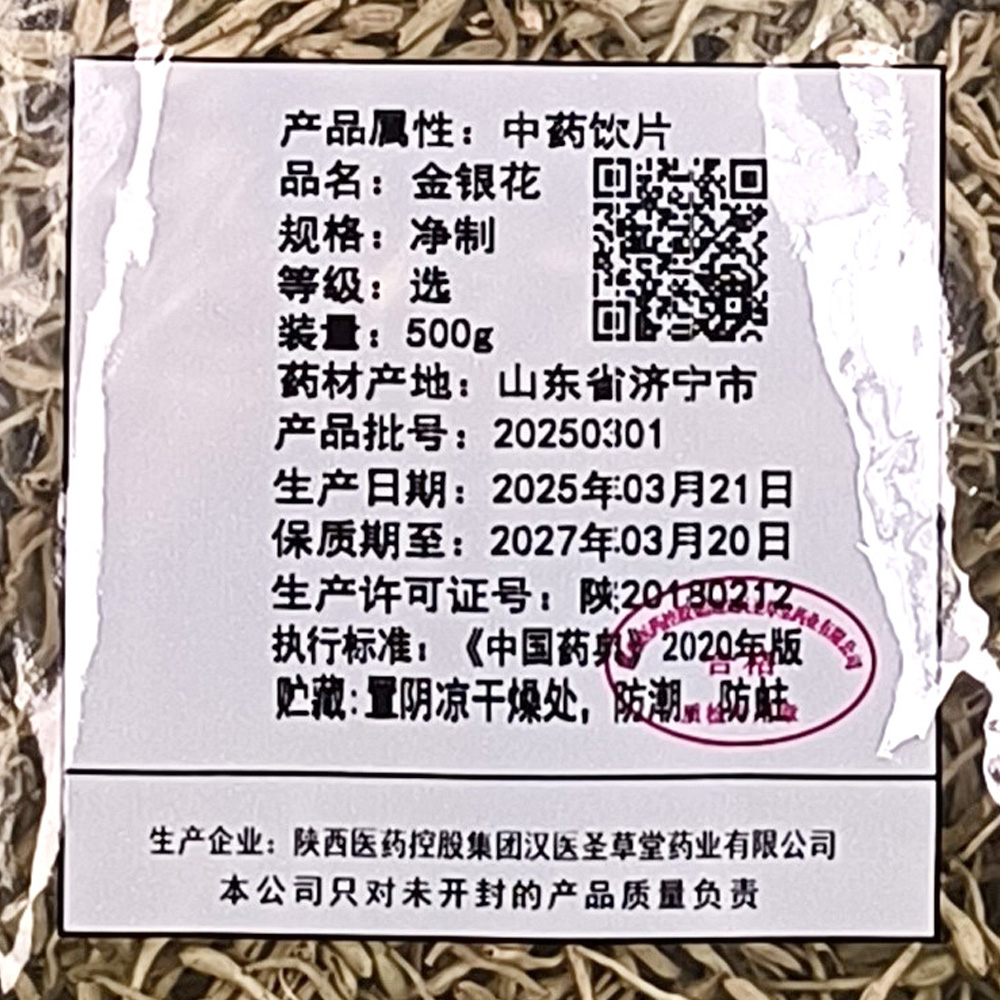 产品属性：中药饮片
品名：金银花
规格：净制
等级：选
装量：500g
药材产地：山东省济宁市
产品批号：20250301
生产日期：2025年03月21日
保质期至：2027年03月20日
生产许可证号：陕20180212
执行标准：《中国药典》2020年版
贮藏:置阴凉干燥处，防潮、防蛀
合格
质检
生产企业：陕西医药控股集团汉医圣草堂药业有限公司
本公司只对未开封的产品质量负责